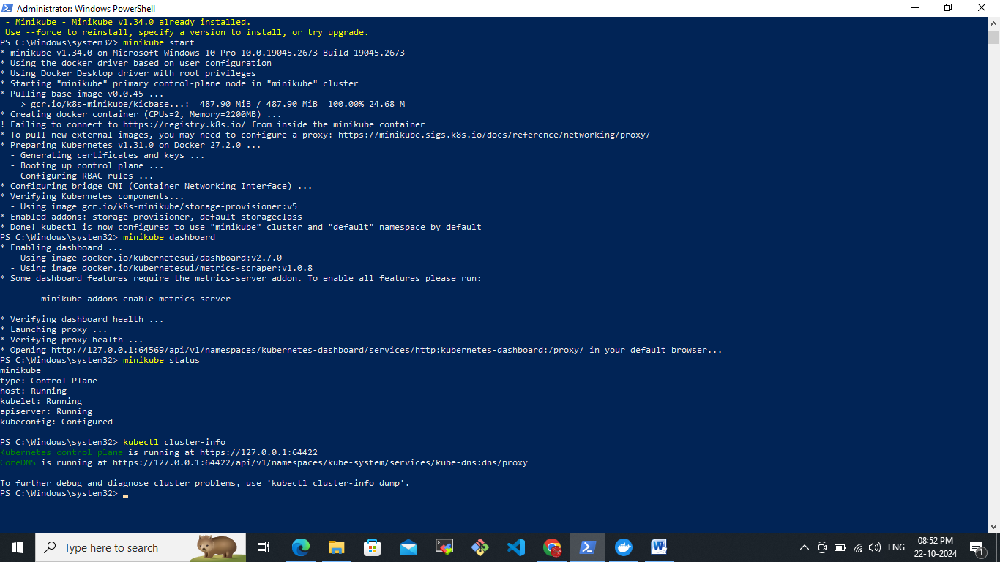 Administrator: Windows PowerShell
- Minikube - Minikube v1.34.0 already installed.
Use --force to reinstall, specify a version to install, or try upgrade.
PS C:\Windows\system32> minikube start
* minikube v1.34.0 on Microsoft Windows 10 Pro 10.0.19045.2673 Build 19045.2673
* Using the docker driver based on user configuration
* Using Docker Desktop driver with root privileges
* Starting "minikube" primary control-plane node in "minikube" cluster
* Pulling base image v0.0.45 ...
> gcr.io/k8s-minikube/kicbase...:  487.90 MiB / 487.90 MiB  100.00% 24.68 M
* Creating docker container (CPUs=2, Memory=2200MB) ...
! Failing to connect to https://registry.k8s.io/ from inside the minikube container
* To pull new external images, you may need to configure a proxy: https://minikube.sigs.k8s.io/docs/reference/networking/proxy/
* Preparing Kubernetes v1.31.0 on Docker 27.2.0 ...
- Generating certificates and keys ...
- Booting up control plane ...
- Configuring RBAC rules ...
* Configuring bridge CNI (Container Networking Interface) ...
* Verifying Kubernetes components...
- Using image gcr.io/k8s-minikube/storage-provisioner:v5
* Enabled addons: storage-provisioner, default-storageclass
* Done! kubectl is now configured to use "minikube" cluster and "default" namespace by default
PS C:\Windows\system32> minikube dashboard
* Enabling dashboard ...
- Using image docker.io/kubernetesui/dashboard:v2.7.0
- Using image docker.io/kubernetesui/metrics-scraper:v1.0.8
* Some dashboard features require the metrics-server addon. To enable all features please run:
minikube addons enable metrics-server
* Verifying dashboard health ...
* Launching proxy ...
* Verifying proxy health ...
* Opening http://127.0.0.1:64569/api/v1/namespaces/kubernetes-dashboard/services/http:kubernetes-dashboard:/proxy/ in your default browser...
PS C:\Windows\system32> minikube status
minikube
type: Control Plane
host: Running
kubelet: Running
apiserver: Running
kubeconfig: Configured
PS C:\Windows\system32> kubectl cluster-info
Kubernetes control plane is running at https://127.0.0.1:64422
CoreDNS is running at https://127.0.0.1:64422/api/v1/namespaces/kube-system/services/kube-dns:dns/proxy
To further debug and diagnose cluster problems, use 'kubectl cluster-info dump'.
PS C:\Windows\system32>
Type here to search
ENG
08:52 PM
22-10-2024
1